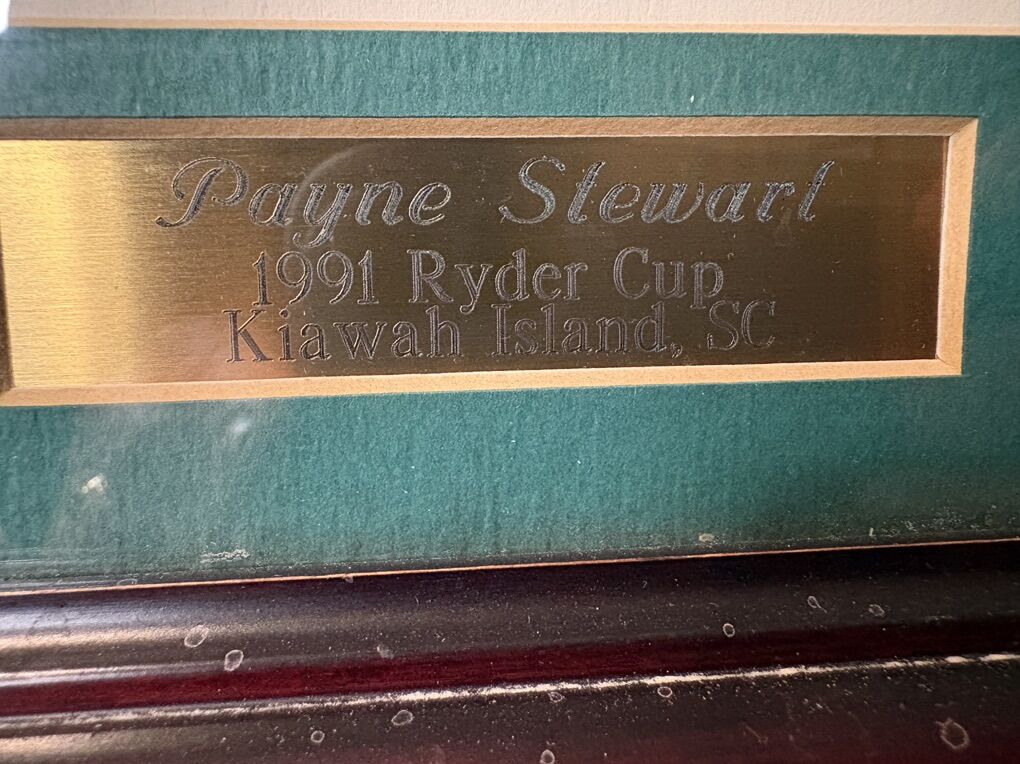 Payne Stewart
1991 Ryder Cup
Kiawah Island, SC